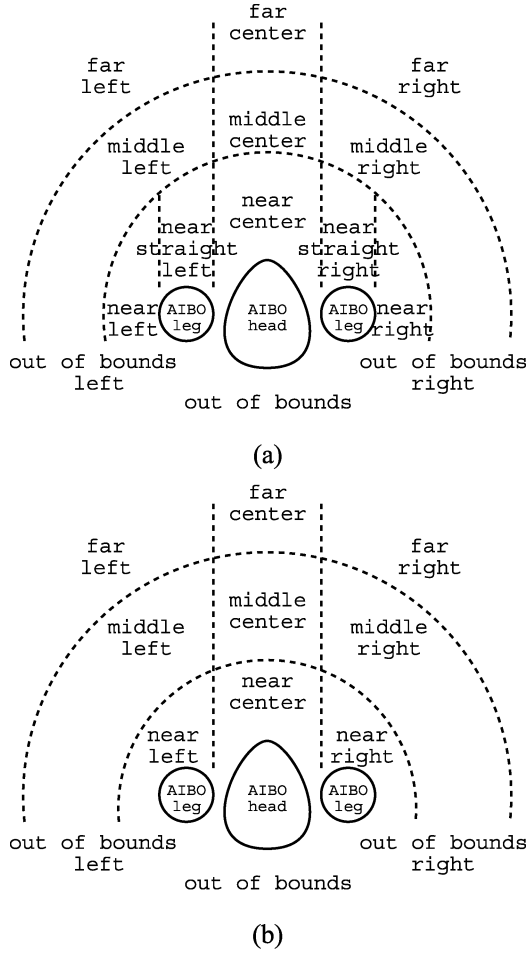 far
center
far
left
far
right
middle
center
middle
left
middle
right
near
center
near
straight
left
near
straight
right
near
left
AIBO
leg
AIBO
head
AIBO
leg
near
right
out of bounds
left
out of bounds
right
out of bounds
(a)
far
center
far
left
far
right
middle
center
middle
left
middle
right
near
center
near
left
near
right
AIBO
leg
AIBO
head
AIBO
leg
out of bounds
left
out of bounds
right
out of bounds
(b)